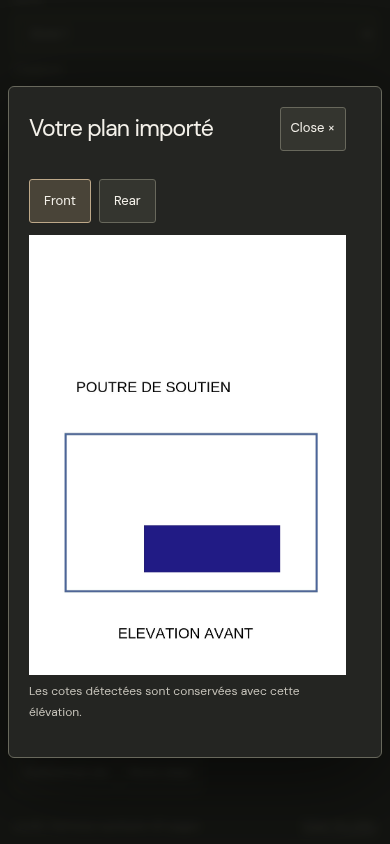 Votre plan importé
Close ×
Front
Rear
POUTRE DE SOUTIEN
ELEVATION AVANT
Les cotes détectées sont conservées avec cette
élévation.